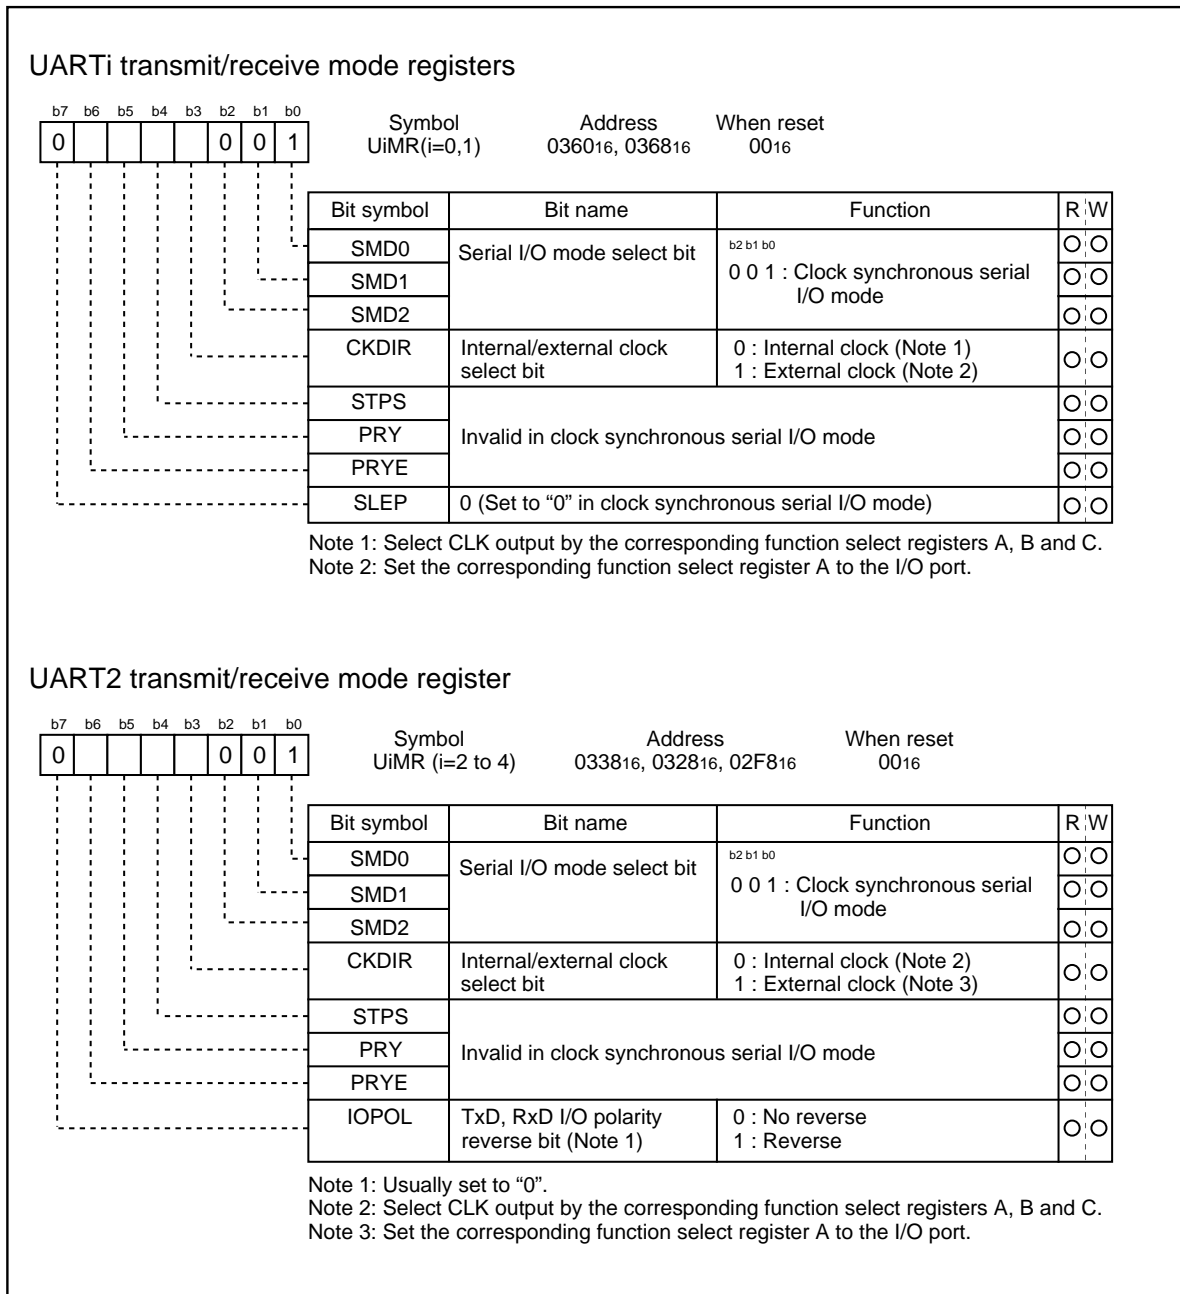 UARTi transmit/receive mode registers
b7 b6 b5 b4 b3 b2 b1 b0
0 0 0 1
Symbol Address When reset
UiMR(i=0,1) 036016, 036816 0016
Bit symbol Bit name Function R W
SMD0 Serial I/O mode select bit b2 b1 b0
SMD1 0 0 1 : Clock synchronous serial
I/O mode
SMD2
CKDIR Internal/external clock 0 : Internal clock (Note 1)
select bit 1 : External clock (Note 2)
STPS
PRY Invalid in clock synchronous serial I/O mode
PRYE
SLEP 0 (Set to “0” in clock synchronous serial I/O mode)
Note 1: Select CLK output by the corresponding function select registers A, B and C.
Note 2: Set the corresponding function select register A to the I/O port.
UART2 transmit/receive mode register
b7 b6 b5 b4 b3 b2 b1 b0
0 0 0 1
Symbol Address When reset
UiMR (i=2 to 4) 033816, 032816, 02F816 0016
Bit symbol Bit name Function R W
SMD0 Serial I/O mode select bit b2 b1 b0
SMD1 0 0 1 : Clock synchronous serial
I/O mode
SMD2
CKDIR Internal/external clock 0 : Internal clock (Note 2)
select bit 1 : External clock (Note 3)
STPS
PRY Invalid in clock synchronous serial I/O mode
PRYE
IOPOL TxD, RxD I/O polarity 0 : No reverse
reverse bit (Note 1) 1 : Reverse
Note 1: Usually set to “0”.
Note 2: Select CLK output by the corresponding function select registers A, B and C.
Note 3: Set the corresponding function select register A to the I/O port.